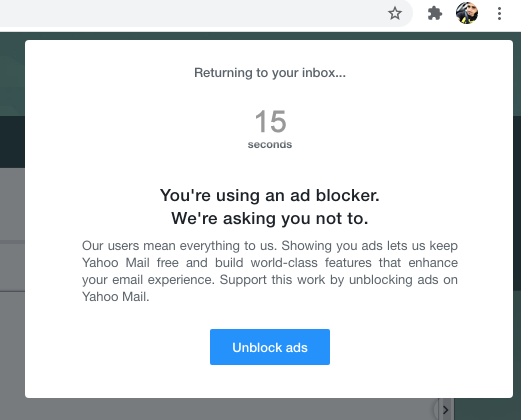 Returning to your inbox...
15
seconds
You're using an ad blocker.
We're asking you not to.
Our users mean everything to us. Showing you ads lets us keep
Yahoo Mail free and build world-class features that enhance
your email experience. Support this work by unblocking ads on
Yahoo Mail.
Unblock ads